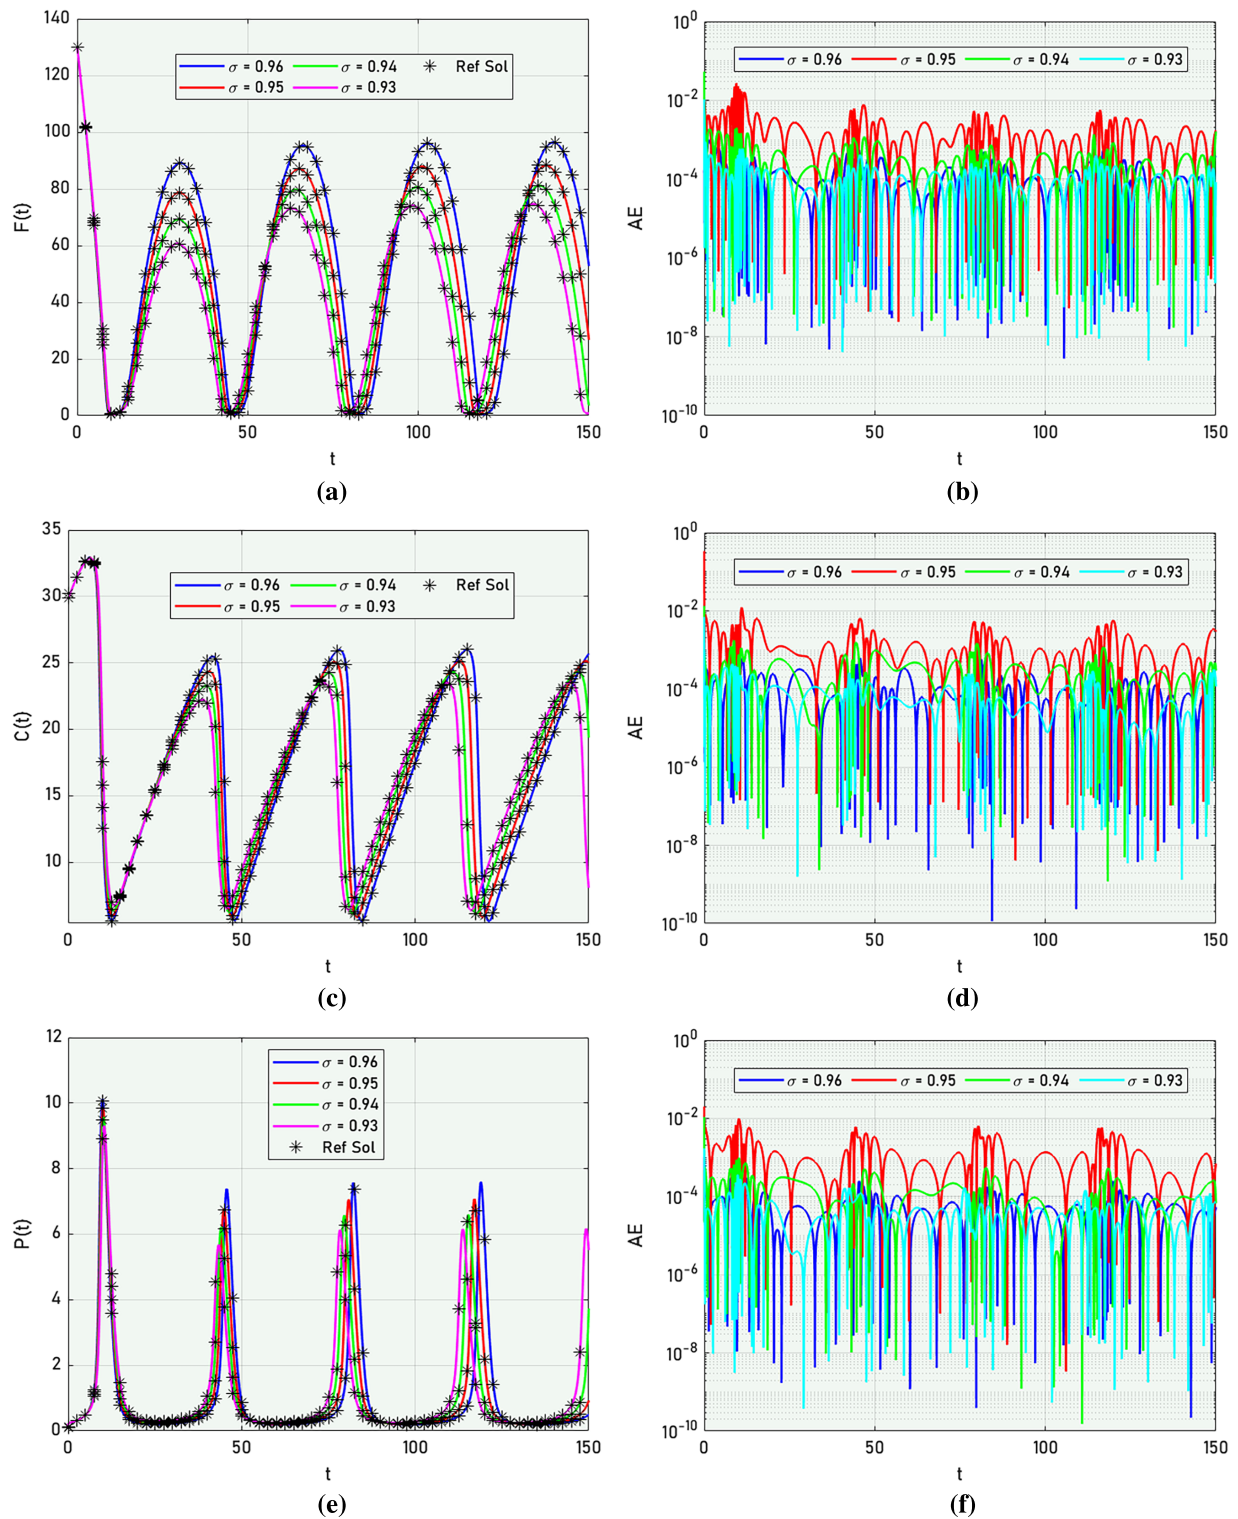 140
120
100
80
60
40
20
0
F(t)
σ = 0.96 σ = 0.94 Ref Sol
σ = 0.95 σ = 0.93
0 50 100 150
t
(a)
10⁰
10⁻²
10⁻⁴
10⁻⁶
10⁻⁸
10⁻¹⁰
AE
σ = 0.96 σ = 0.95 σ = 0.94 σ = 0.93
0 50 100 150
t
(b)
35
30
25
20
15
10
C(t)
σ = 0.96 σ = 0.94 Ref Sol
σ = 0.95 σ = 0.93
0 50 100 150
t
(c)
10⁰
10⁻²
10⁻⁴
10⁻⁶
10⁻⁸
10⁻¹⁰
AE
σ = 0.96 σ = 0.95 σ = 0.94 σ = 0.93
0 50 100 150
t
(d)
12
10
8
6
4
2
0
P(t)
σ = 0.96
σ = 0.95
σ = 0.94
σ = 0.93
Ref Sol
0 50 100 150
t
(e)
10⁰
10⁻²
10⁻⁴
10⁻⁶
10⁻⁸
10⁻¹⁰
AE
σ = 0.96 σ = 0.95 σ = 0.94 σ = 0.93
0 50 100 150
t
(f)